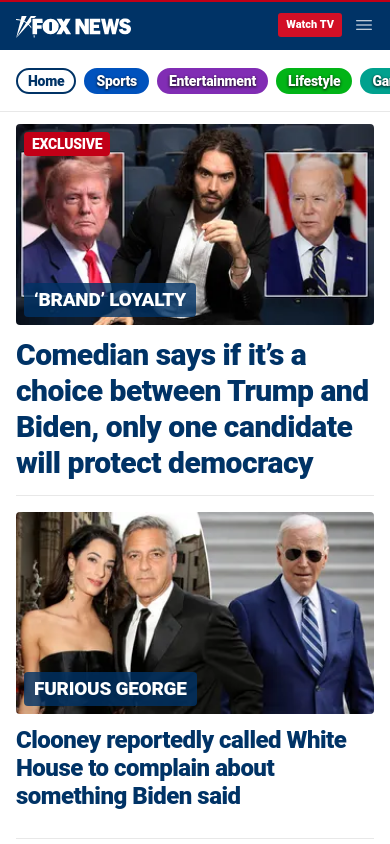 FOX NEWS
Watch TV
Home
Sports
Entertainment
Lifestyle
Ga
EXCLUSIVE
‘BRAND’ LOYALTY
Comedian says if it’s a
choice between Trump and
Biden, only one candidate
will protect democracy
FURIOUS GEORGE
Clooney reportedly called White
House to complain about
something Biden said